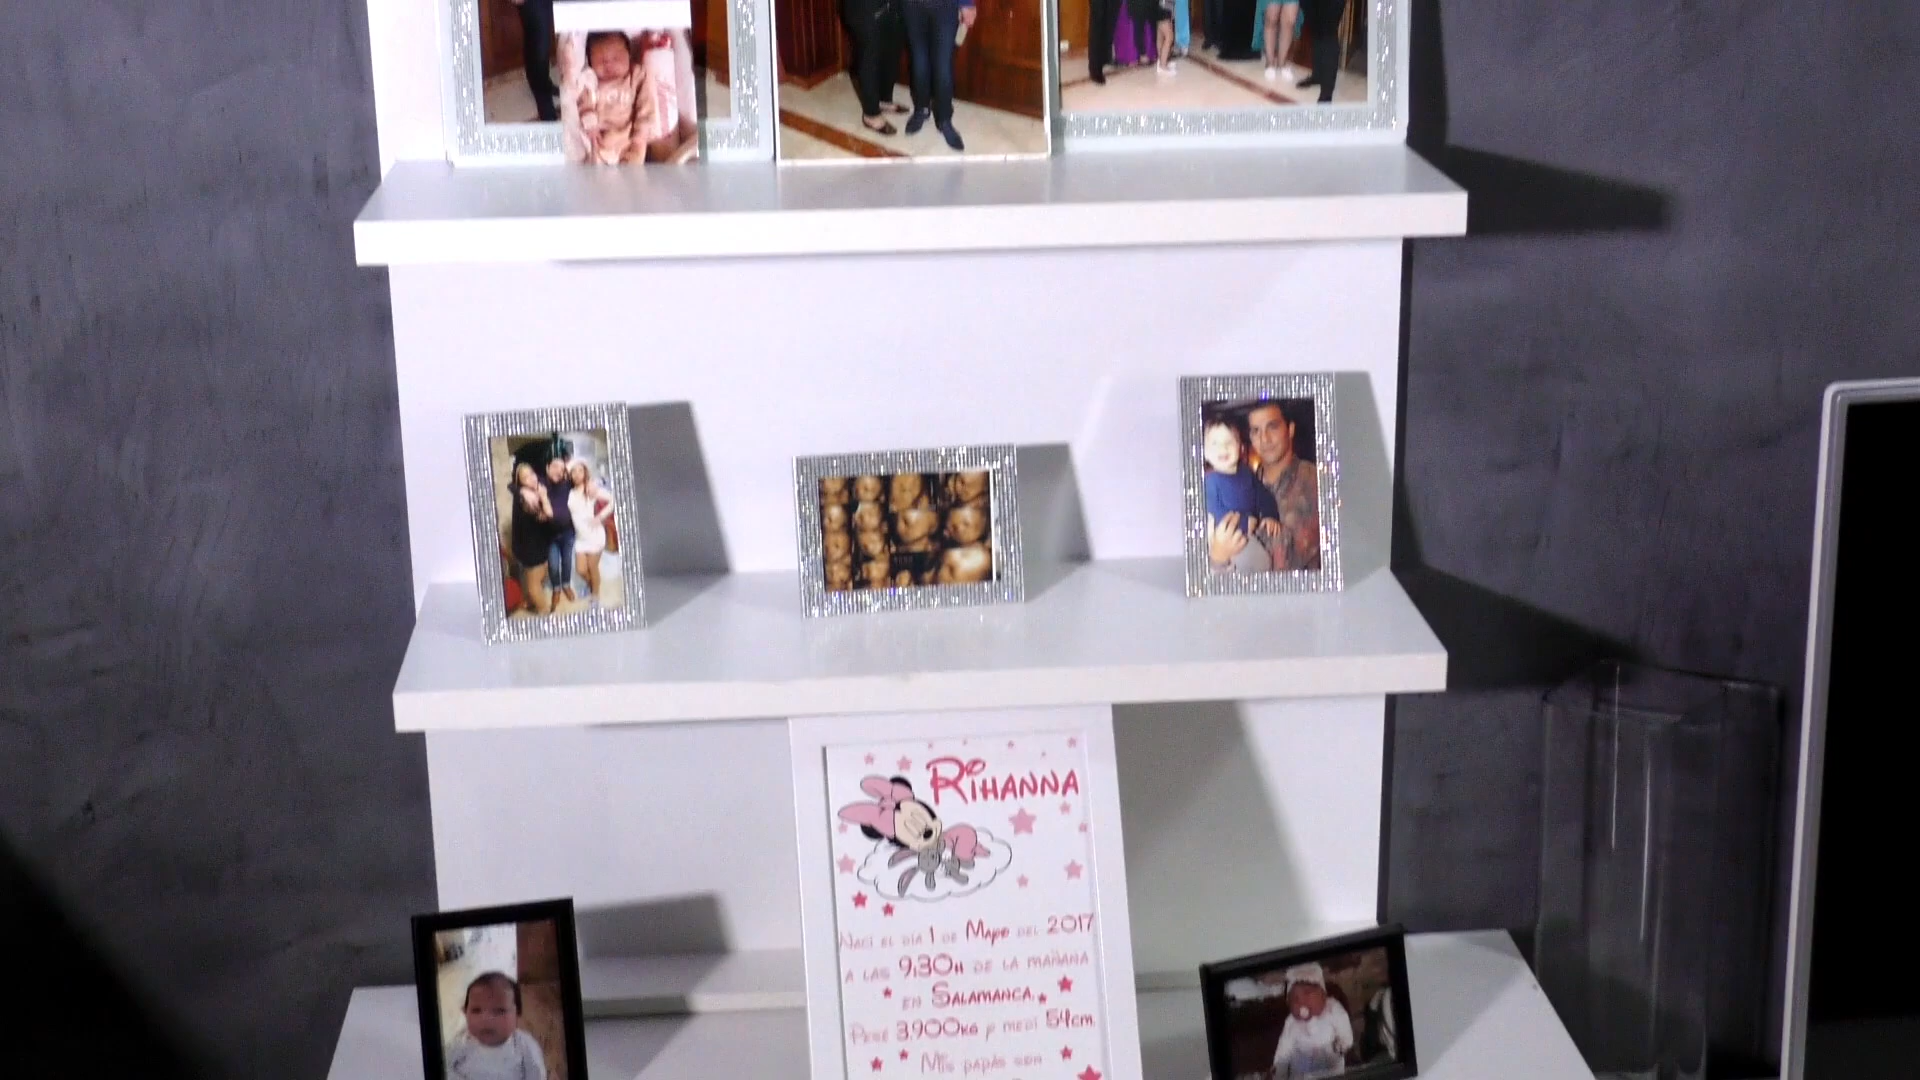 Rihanna
Nací el día 1 de Mayo del 2017
a las 9:30h de la mañana
en Salamanca.
Pesé 3,900kg y medí 54cm.
Mis papás son